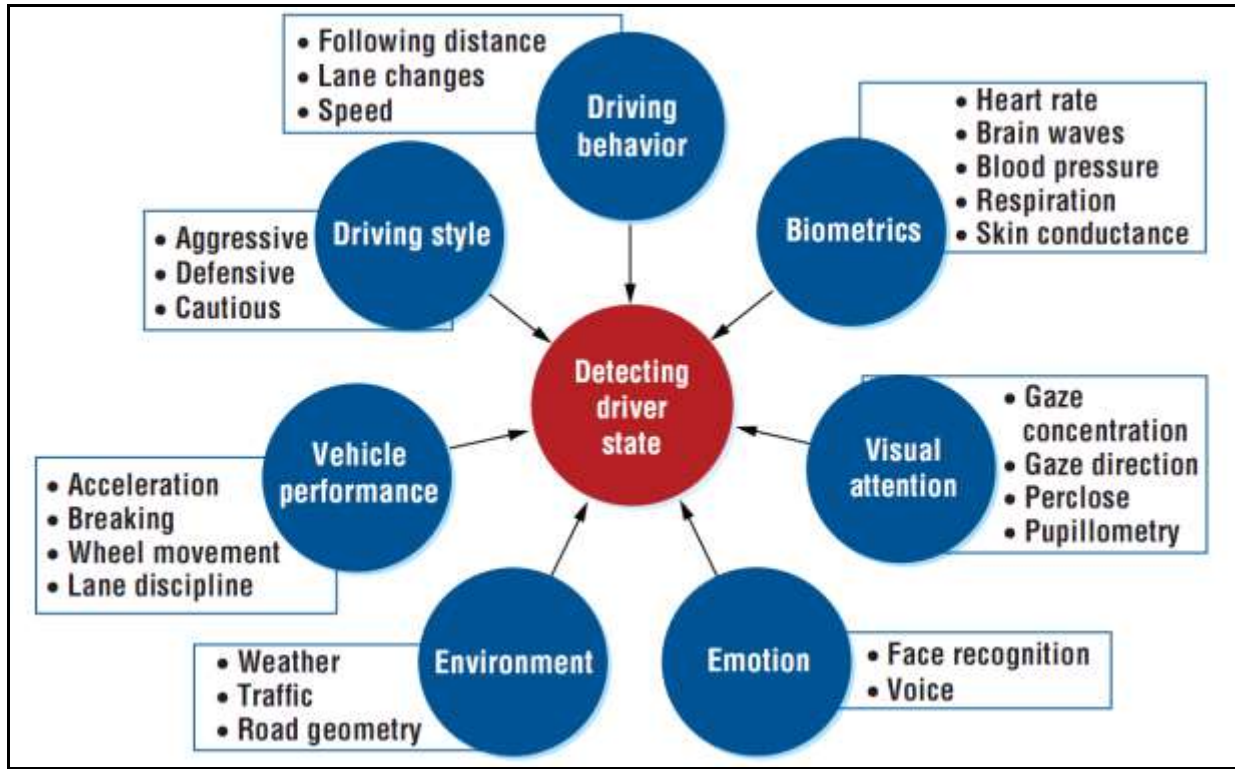 • Following distance
• Lane changes
• Speed
Driving
behavior
• Heart rate
• Brain waves
• Blood pressure
• Respiration
• Skin conductance
Biometrics
• Aggressive
• Defensive
• Cautious
Driving style
Detecting
driver
state
• Gaze
concentration
• Gaze direction
• Perclose
• Pupillometry
Visual
attention
Vehicle
performance
• Acceleration
• Breaking
• Wheel movement
• Lane discipline
• Weather
• Traffic
• Road geometry
Environment
Emotion
• Face recognition
• Voice